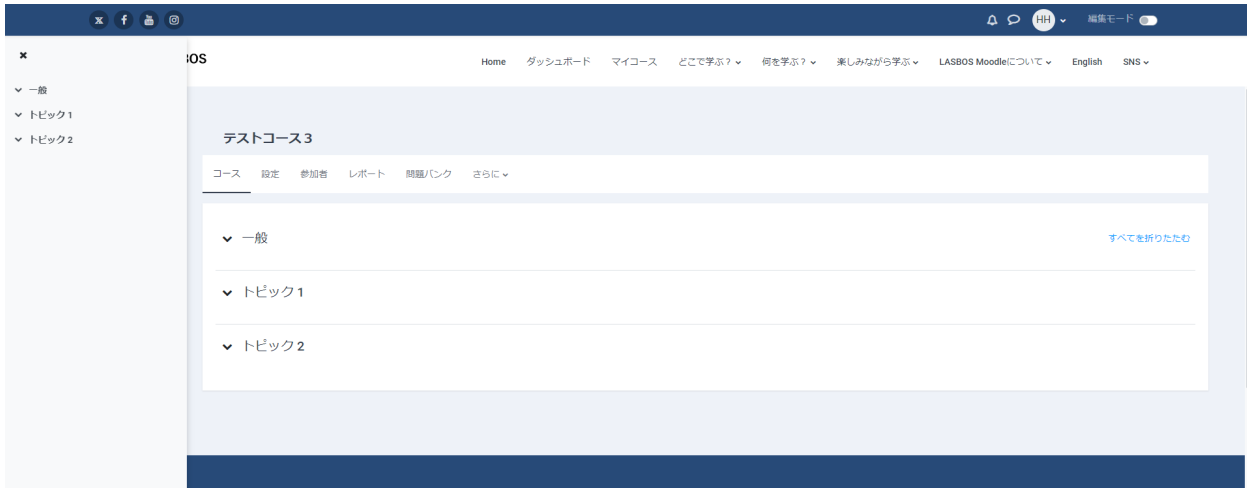 HH 編集モード
Home ダッシュボード マイコース どこで学ぶ? 何を学ぶ? 楽しみながら学ぶ LASBOS Moodleについて English SNS
一般
トピック 1
トピック 2
テストコース 3
コース 設定 参加者 レポート 問題バンク さらに
一般 すべてを折りたたむ
トピック 1
トピック 2